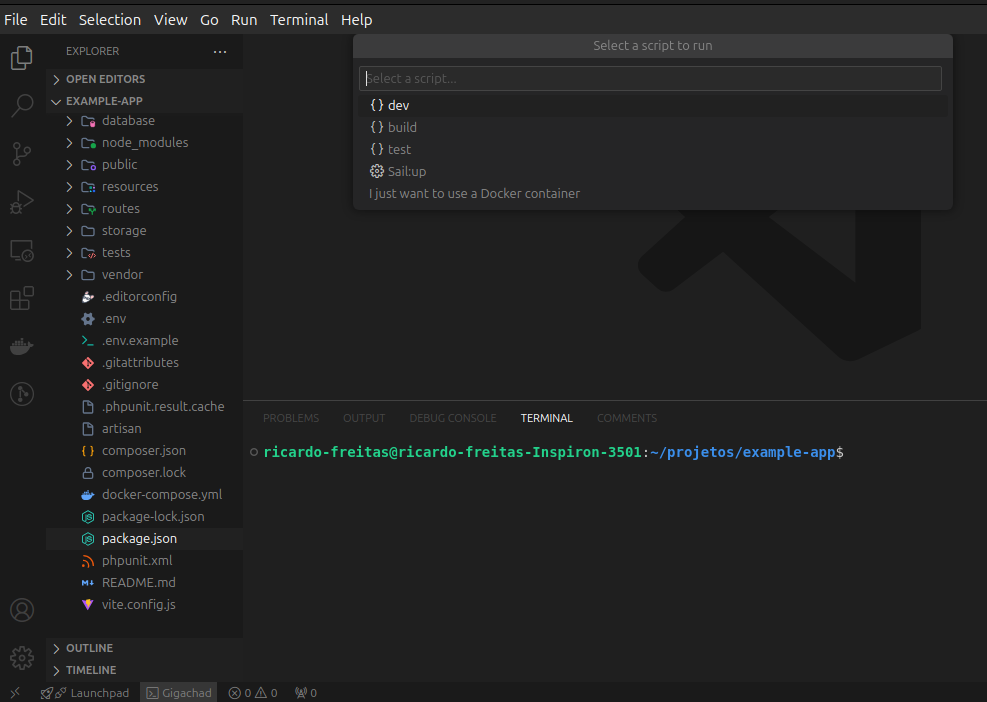 File Edit Selection View Go Run Terminal Help
EXPLORER
OPEN EDITORS
EXAMPLE-APP
database
node_modules
public
resources
routes
storage
tests
vendor
.editorconfig
.env
.env.example
.gitattributes
.gitignore
.phpunit.result.cache
artisan
composer.json
composer.lock
docker-compose.yml
package-lock.json
package.json
phpunit.xml
README.md
vite.config.js
OUTLINE
TIMELINE
Select a script to run
Select a script...
{} dev
{} build
{} test
Sail:up
I just want to use a Docker container
PROBLEMS OUTPUT DEBUG CONSOLE TERMINAL COMMENTS
ricardo-freitas@ricardo-freitas-Inspiron-3501:~/projetos/example-app$
Launchpad Gigachad 0 0 0